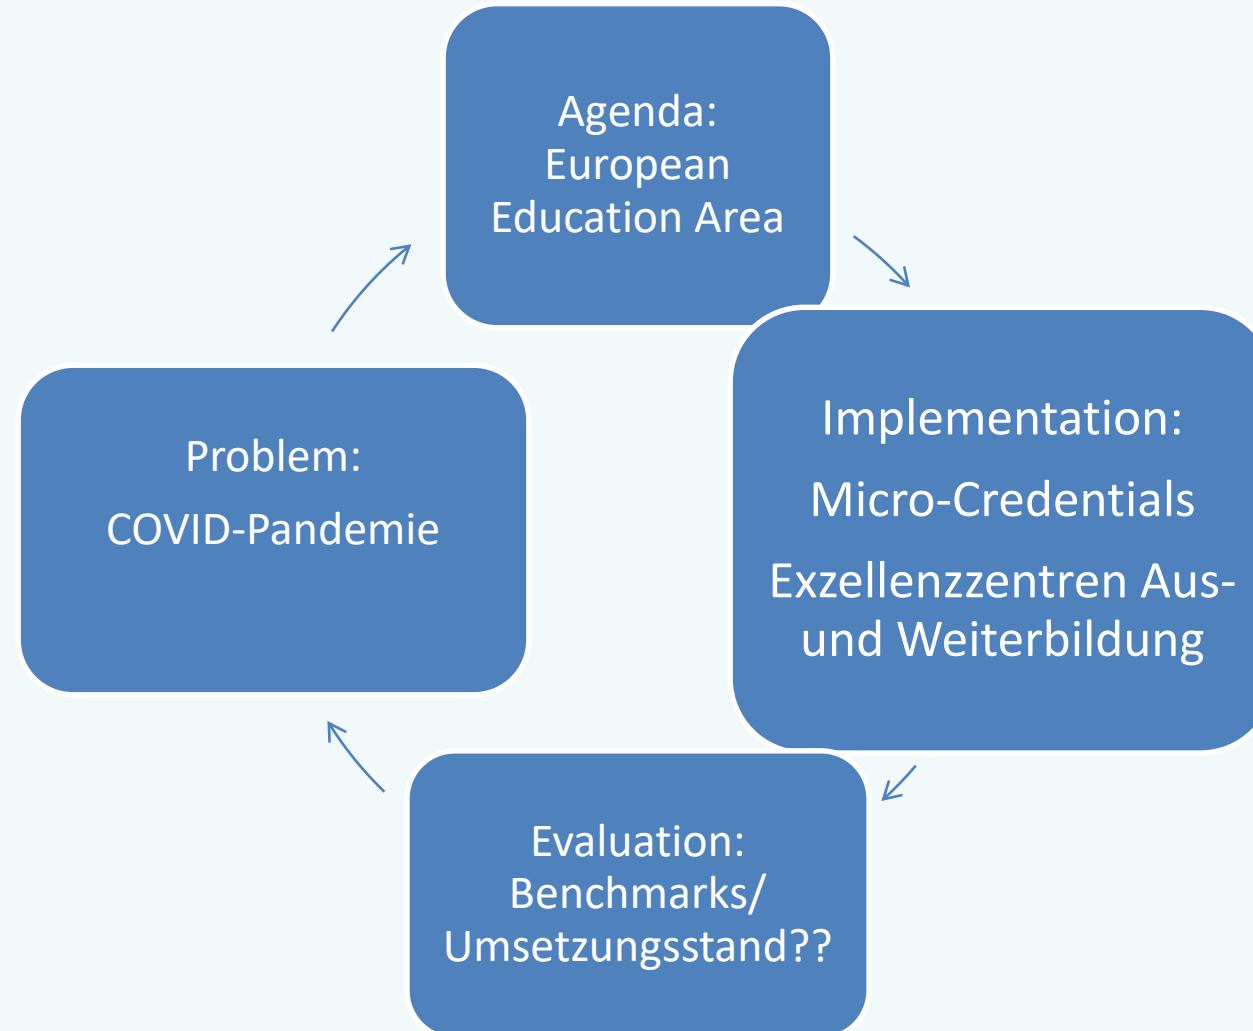 Agenda:
European
Education Area
Implementation:
Micro-Credentials
Exzellenzzentren Aus-
und Weiterbildung
Evaluation:
Benchmarks/
Umsetzungsstand??
Problem:
COVID-Pandemie